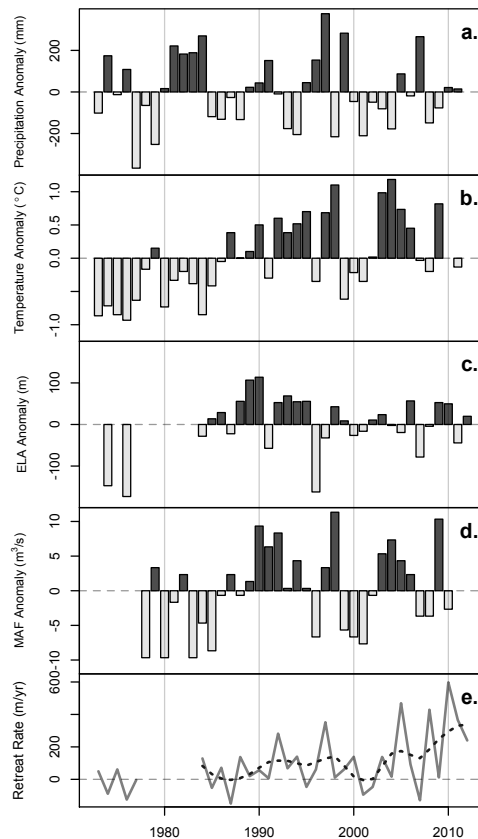 a.
Precipitation Anomaly (mm)
200
0
-200
b.
Temperature Anomaly (°C)
1.0
0.5
0.0
-1.0
c.
ELA Anomaly (m)
100
0
-100
d.
MAF Anomaly (m³/s)
10
5
0
-5
-10
e.
Retreat Rate (m/yr)
600
200
0
1980 1990 2000 2010